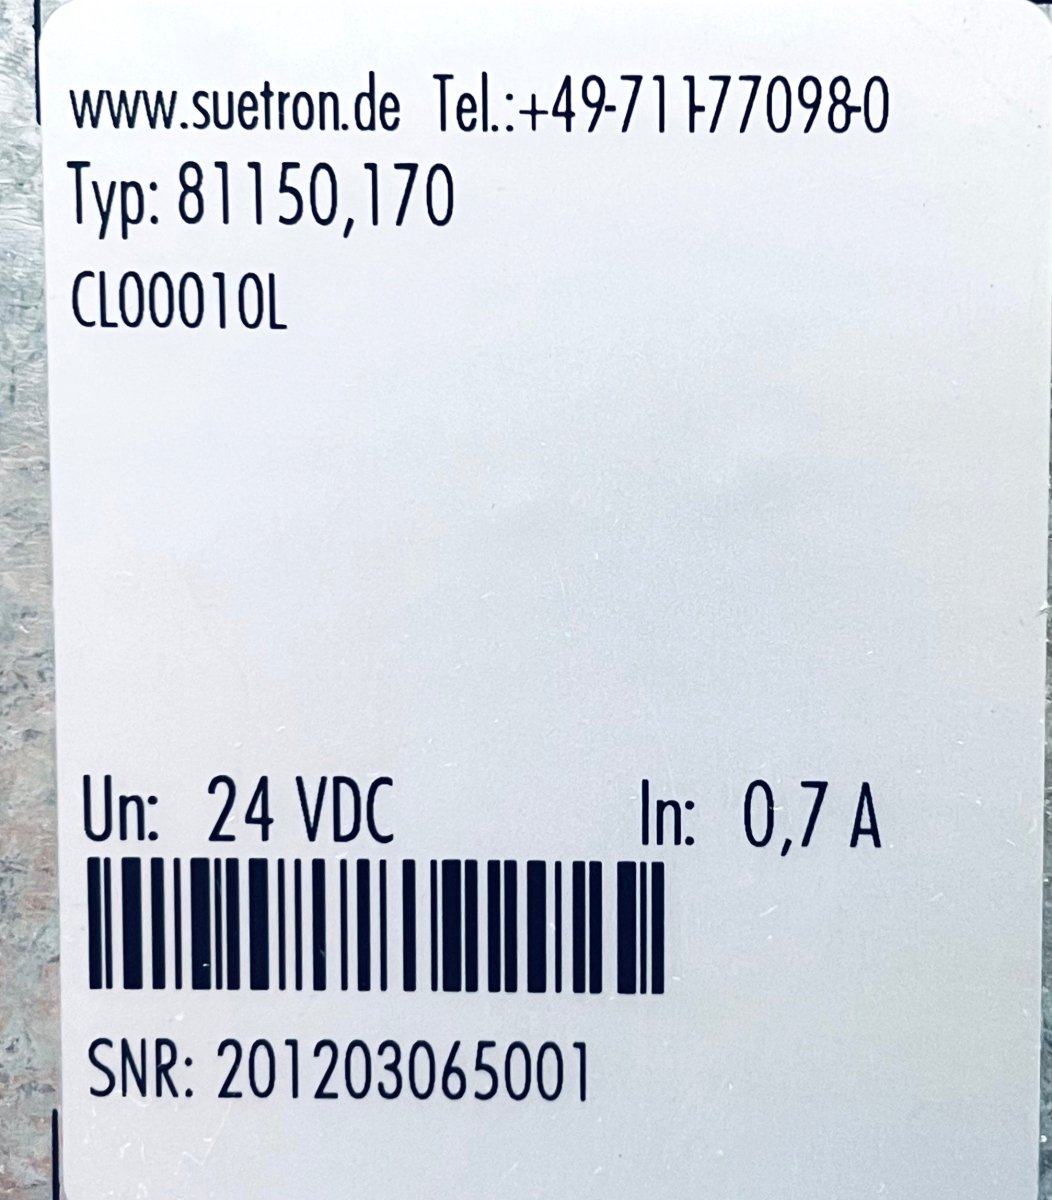 www.suetron.de Tel.:+49-711-77098-0
Typ: 81150,170
CL00010L
Un: 24 VDC In: 0,7 A
SNR: 201203065001